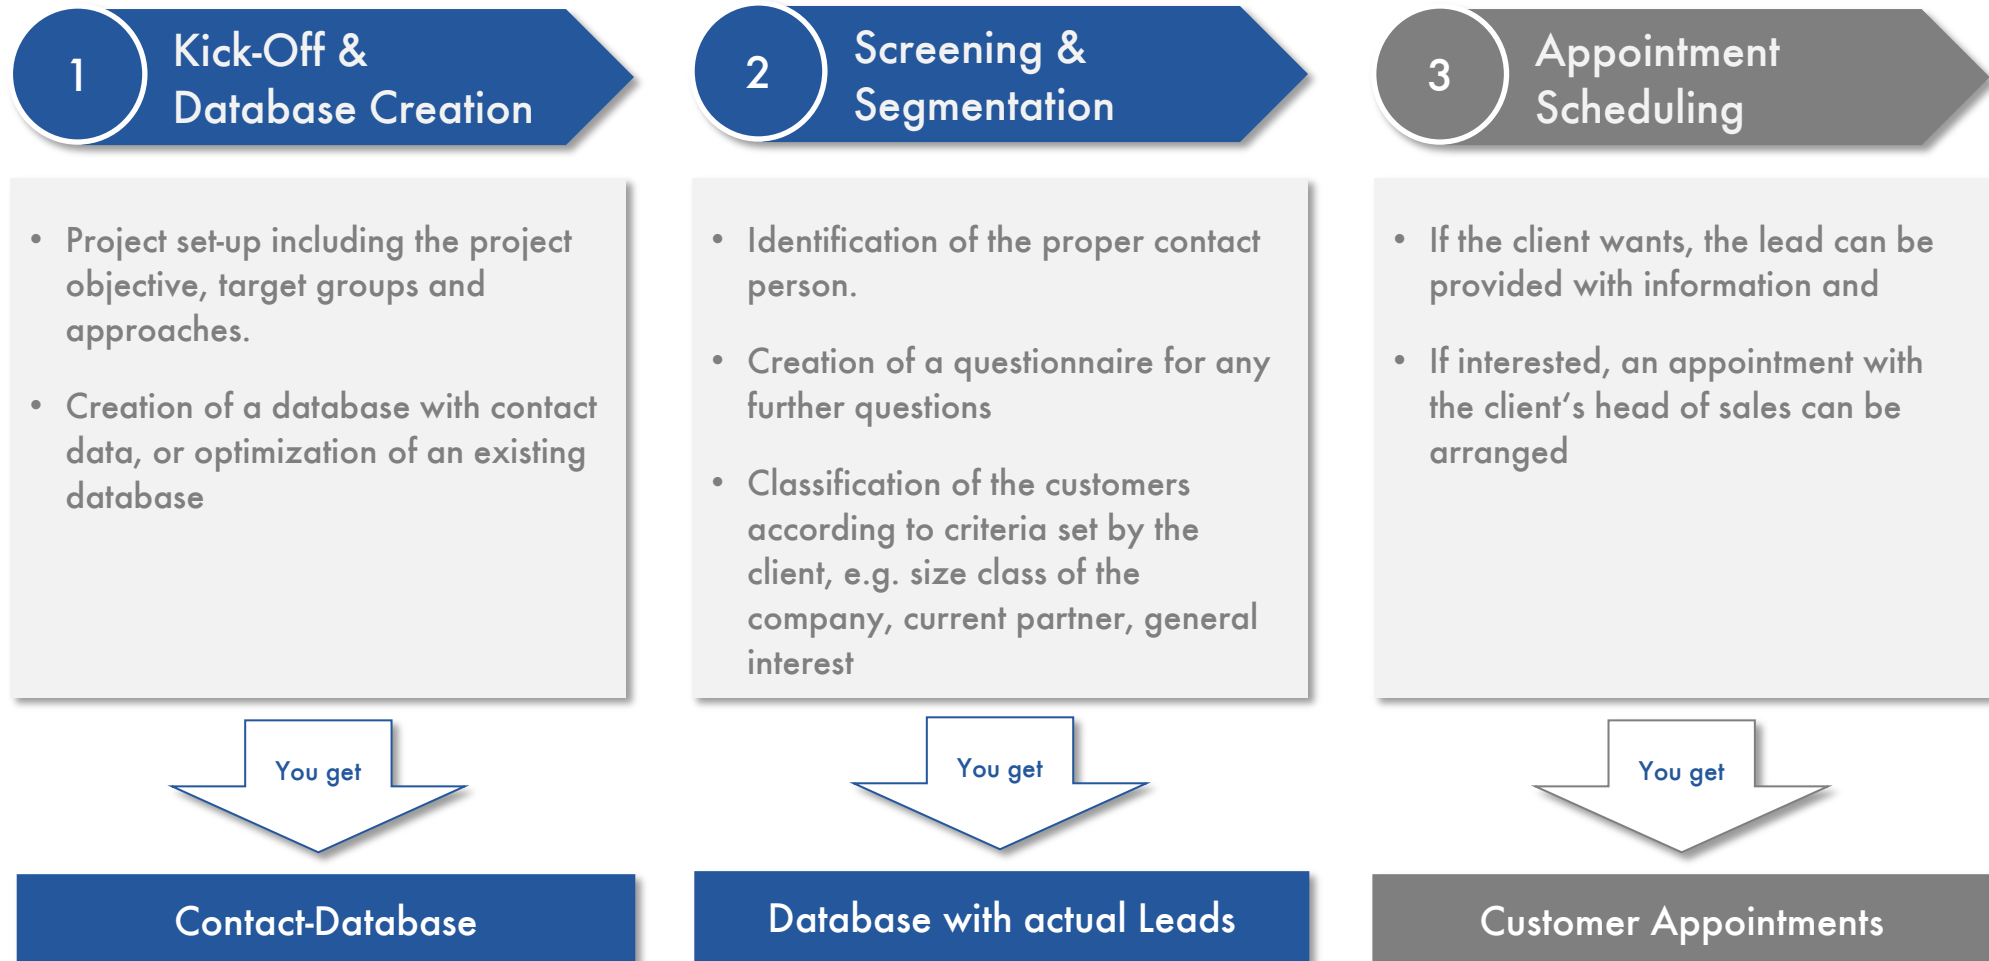 1
Kick-Off &
Database Creation
• Project set-up including the project
objective, target groups and
approaches.
• Creation of a database with contact
data, or optimization of an existing
database
You get
Contact-Database
2
Screening &
Segmentation
• Identification of the proper contact
person.
• Creation of a questionnaire for any
further questions
• Classification of the customers
according to criteria set by the
client, e.g. size class of the
company, current partner, general
interest
You get
Database with actual Leads
3
Appointment
Scheduling
• If the client wants, the lead can be
provided with information and
• If interested, an appointment with
the client‘s head of sales can be
arranged
You get
Customer Appointments